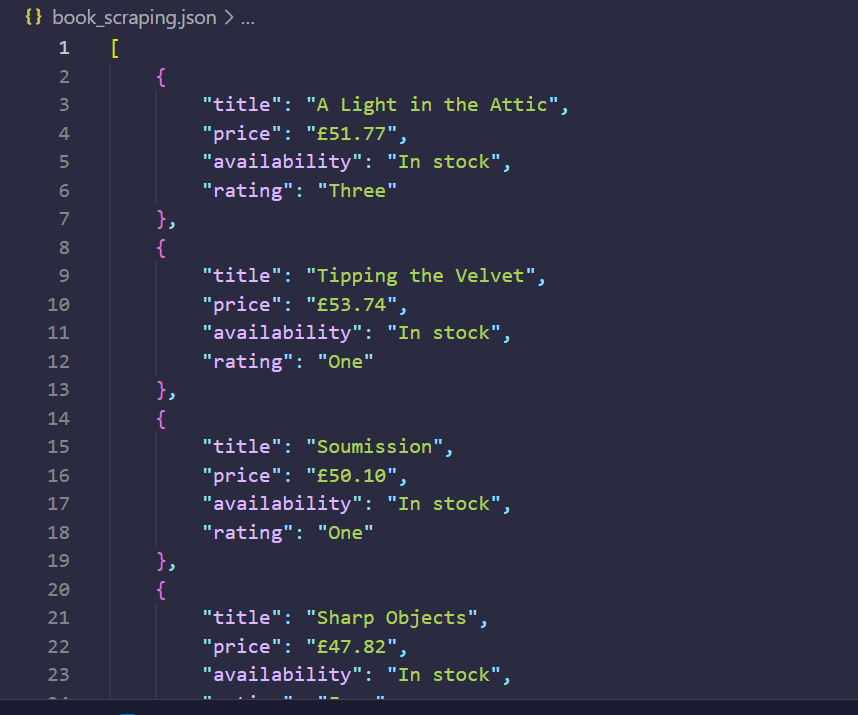 {} book_scraping.json > ...
1 [
2 {
3 "title": "A Light in the Attic",
4 "price": "£51.77",
5 "availability": "In stock",
6 "rating": "Three"
7 },
8 {
9 "title": "Tipping the Velvet",
10 "price": "£53.74",
11 "availability": "In stock",
12 "rating": "One"
13 },
14 {
15 "title": "Soumission",
16 "price": "£50.10",
17 "availability": "In stock",
18 "rating": "One"
19 },
20 {
21 "title": "Sharp Objects",
22 "price": "£47.82",
23 "availability": "In stock",